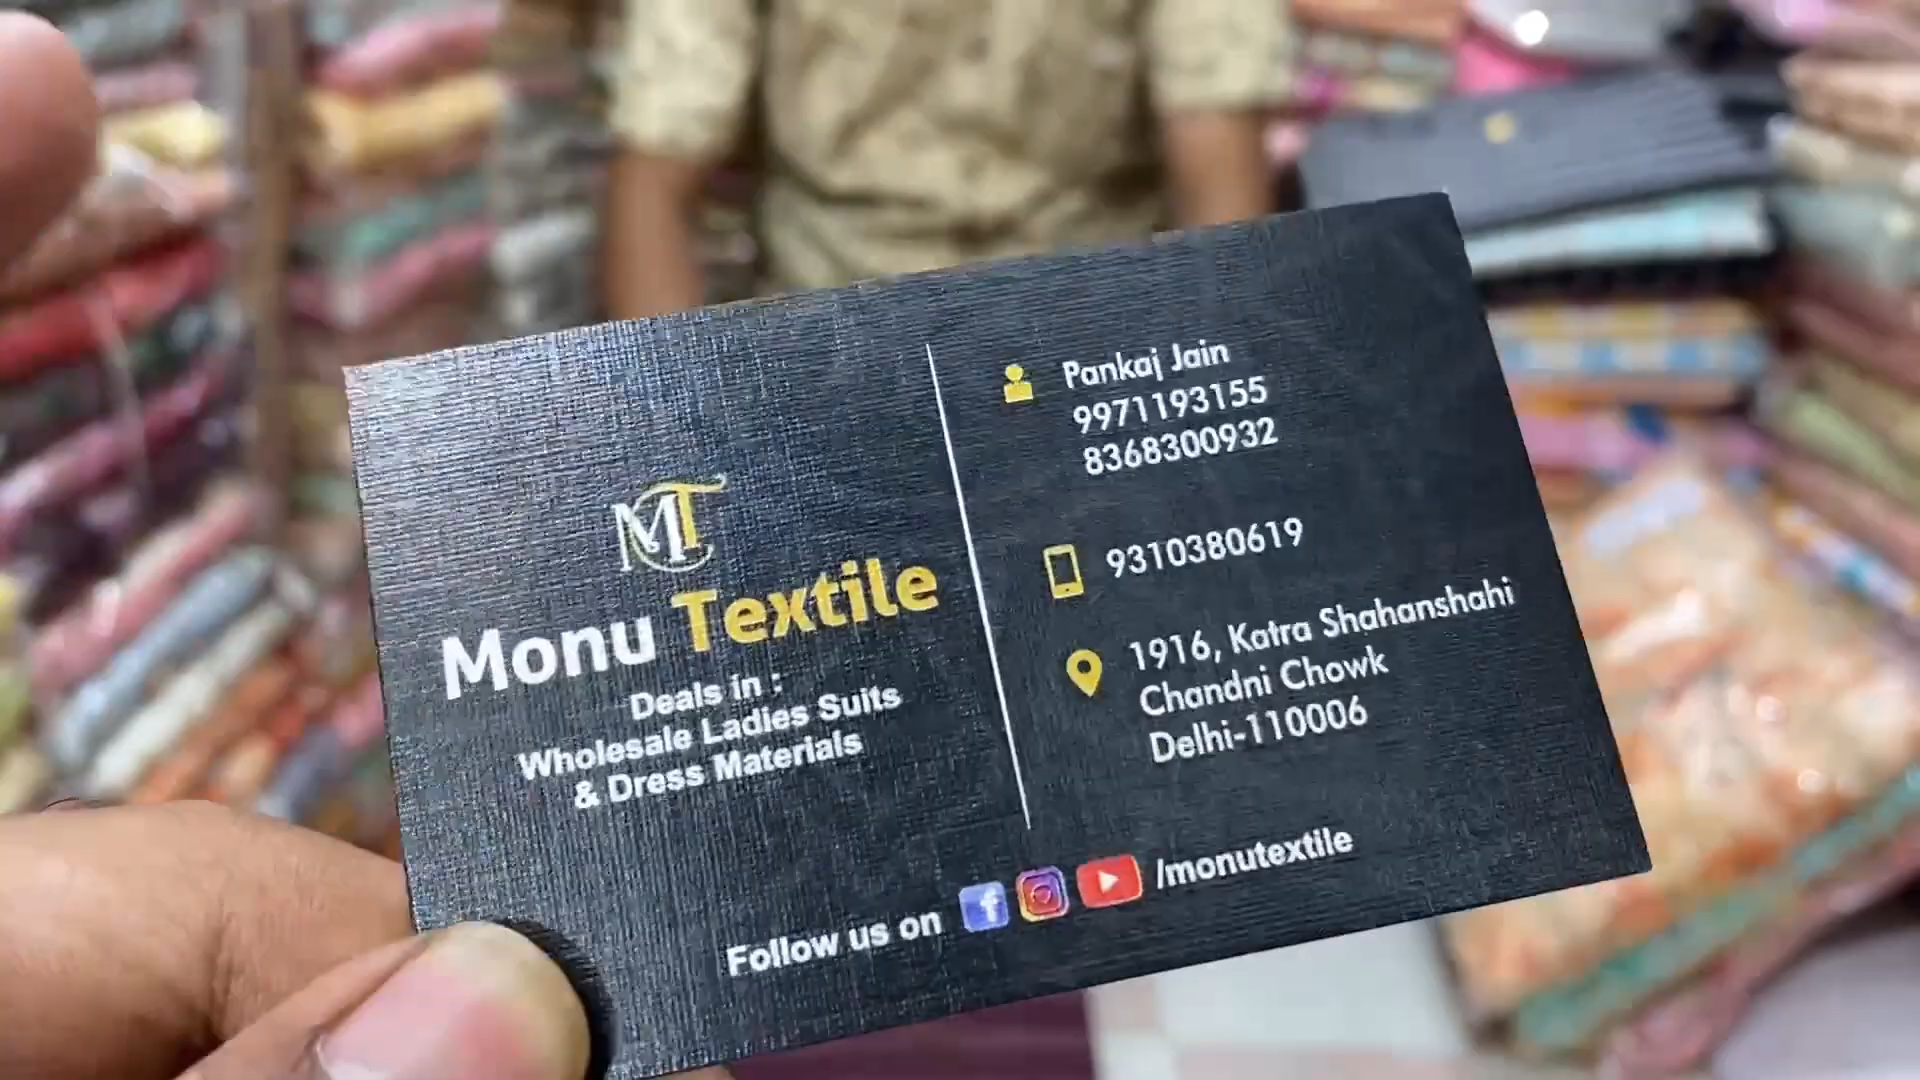 MT
Monu Textile
Deals in :
Wholesale Ladies Suits
& Dress Materials
Pankaj Jain
9971193155
8368300932
9310380619
1916, Katra Shahanshahi
Chandni Chowk
Delhi-110006
Follow us on /monutextile